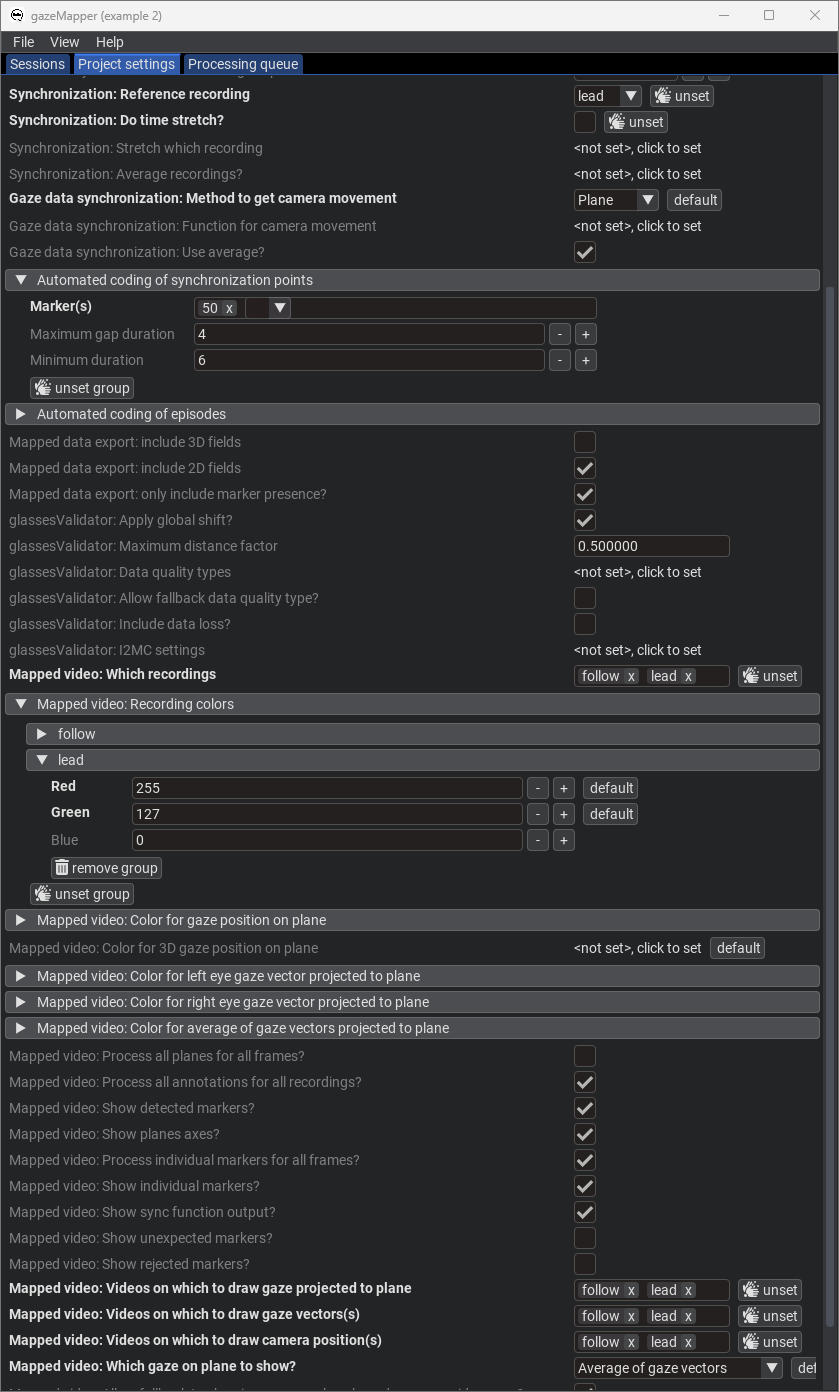 gazeMapper (example 2)
File View Help
Sessions Project settings Processing queue
Synchronization: Reference recording lead unset
Synchronization: Do time stretch? unset
Synchronization: Stretch which recording <not set>, click to set
Synchronization: Average recordings? <not set>, click to set
Gaze data synchronization: Method to get camera movement Plane default
Gaze data synchronization: Function for camera movement <not set>, click to set
Gaze data synchronization: Use average?
Automated coding of synchronization points
Marker(s) 50 x
Maximum gap duration 4 - +
Minimum duration 6 - +
unset group
Automated coding of episodes
Mapped data export: include 3D fields
Mapped data export: include 2D fields
Mapped data export: only include marker presence?
glassesValidator: Apply global shift?
glassesValidator: Maximum distance factor 0.500000
glassesValidator: Data quality types <not set>, click to set
glassesValidator: Allow fallback data quality type?
glassesValidator: Include data loss?
glassesValidator: I2MC settings <not set>, click to set
Mapped video: Which recordings follow x lead x unset
Mapped video: Recording colors
follow
lead
Red 255 - + default
Green 127 - + default
Blue 0 - +
remove group
unset group
Mapped video: Color for gaze position on plane
Mapped video: Color for 3D gaze position on plane <not set>, click to set default
Mapped video: Color for left eye gaze vector projected to plane
Mapped video: Color for right eye gaze vector projected to plane
Mapped video: Color for average of gaze vectors projected to plane
Mapped video: Process all planes for all frames?
Mapped video: Process all annotations for all recordings?
Mapped video: Show detected markers?
Mapped video: Show planes axes?
Mapped video: Process individual markers for all frames?
Mapped video: Show individual markers?
Mapped video: Show sync function output?
Mapped video: Show unexpected markers?
Mapped video: Show rejected markers?
Mapped video: Videos on which to draw gaze projected to plane follow x lead x unset
Mapped video: Videos on which to draw gaze vectors(s) follow x lead x unset
Mapped video: Videos on which to draw camera position(s) follow x lead x unset
Mapped video: Which gaze on plane to show? Average of gaze vectors def